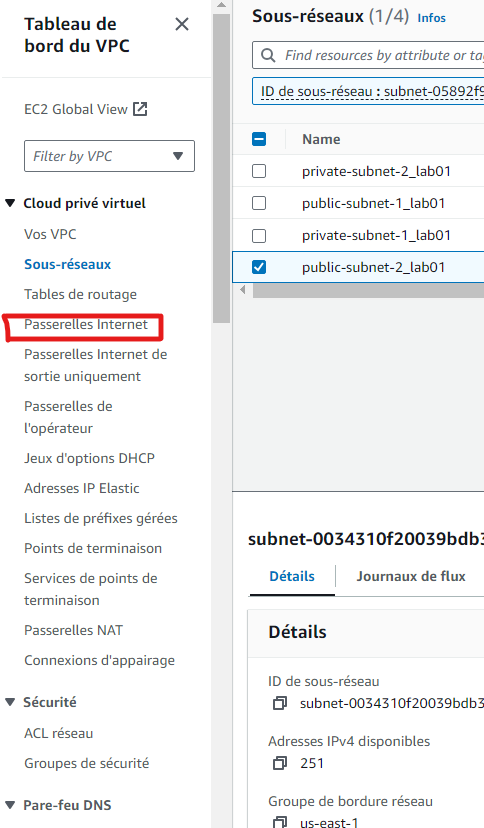 Tableau de
bord du VPC
EC2 Global View
Filter by VPC
Cloud privé virtuel
Vos VPC
Sous-réseaux
Tables de routage
Passerelles Internet
Passerelles Internet de
sortie uniquement
Passerelles de
l'opérateur
Jeux d'options DHCP
Adresses IP Elastic
Listes de préfixes gérées
Points de terminaison
Services de points de
terminaison
Passerelles NAT
Connexions d'appairage
Sécurité
ACL réseau
Groupes de sécurité
Pare-feu DNS
Sous-réseaux (1/4) Infos
Find resources by attribute or ta
ID de sous-réseau : subnet-05892f9
Name
private-subnet-2_lab01
public-subnet-1_lab01
private-subnet-1_lab01
public-subnet-2_lab01
subnet-0034310f20039bdb3
Détails
Journaux de flux
Détails
ID de sous-réseau
subnet-0034310f20039bdb3
Adresses IPv4 disponibles
251
Groupe de bordure réseau
us-east-1